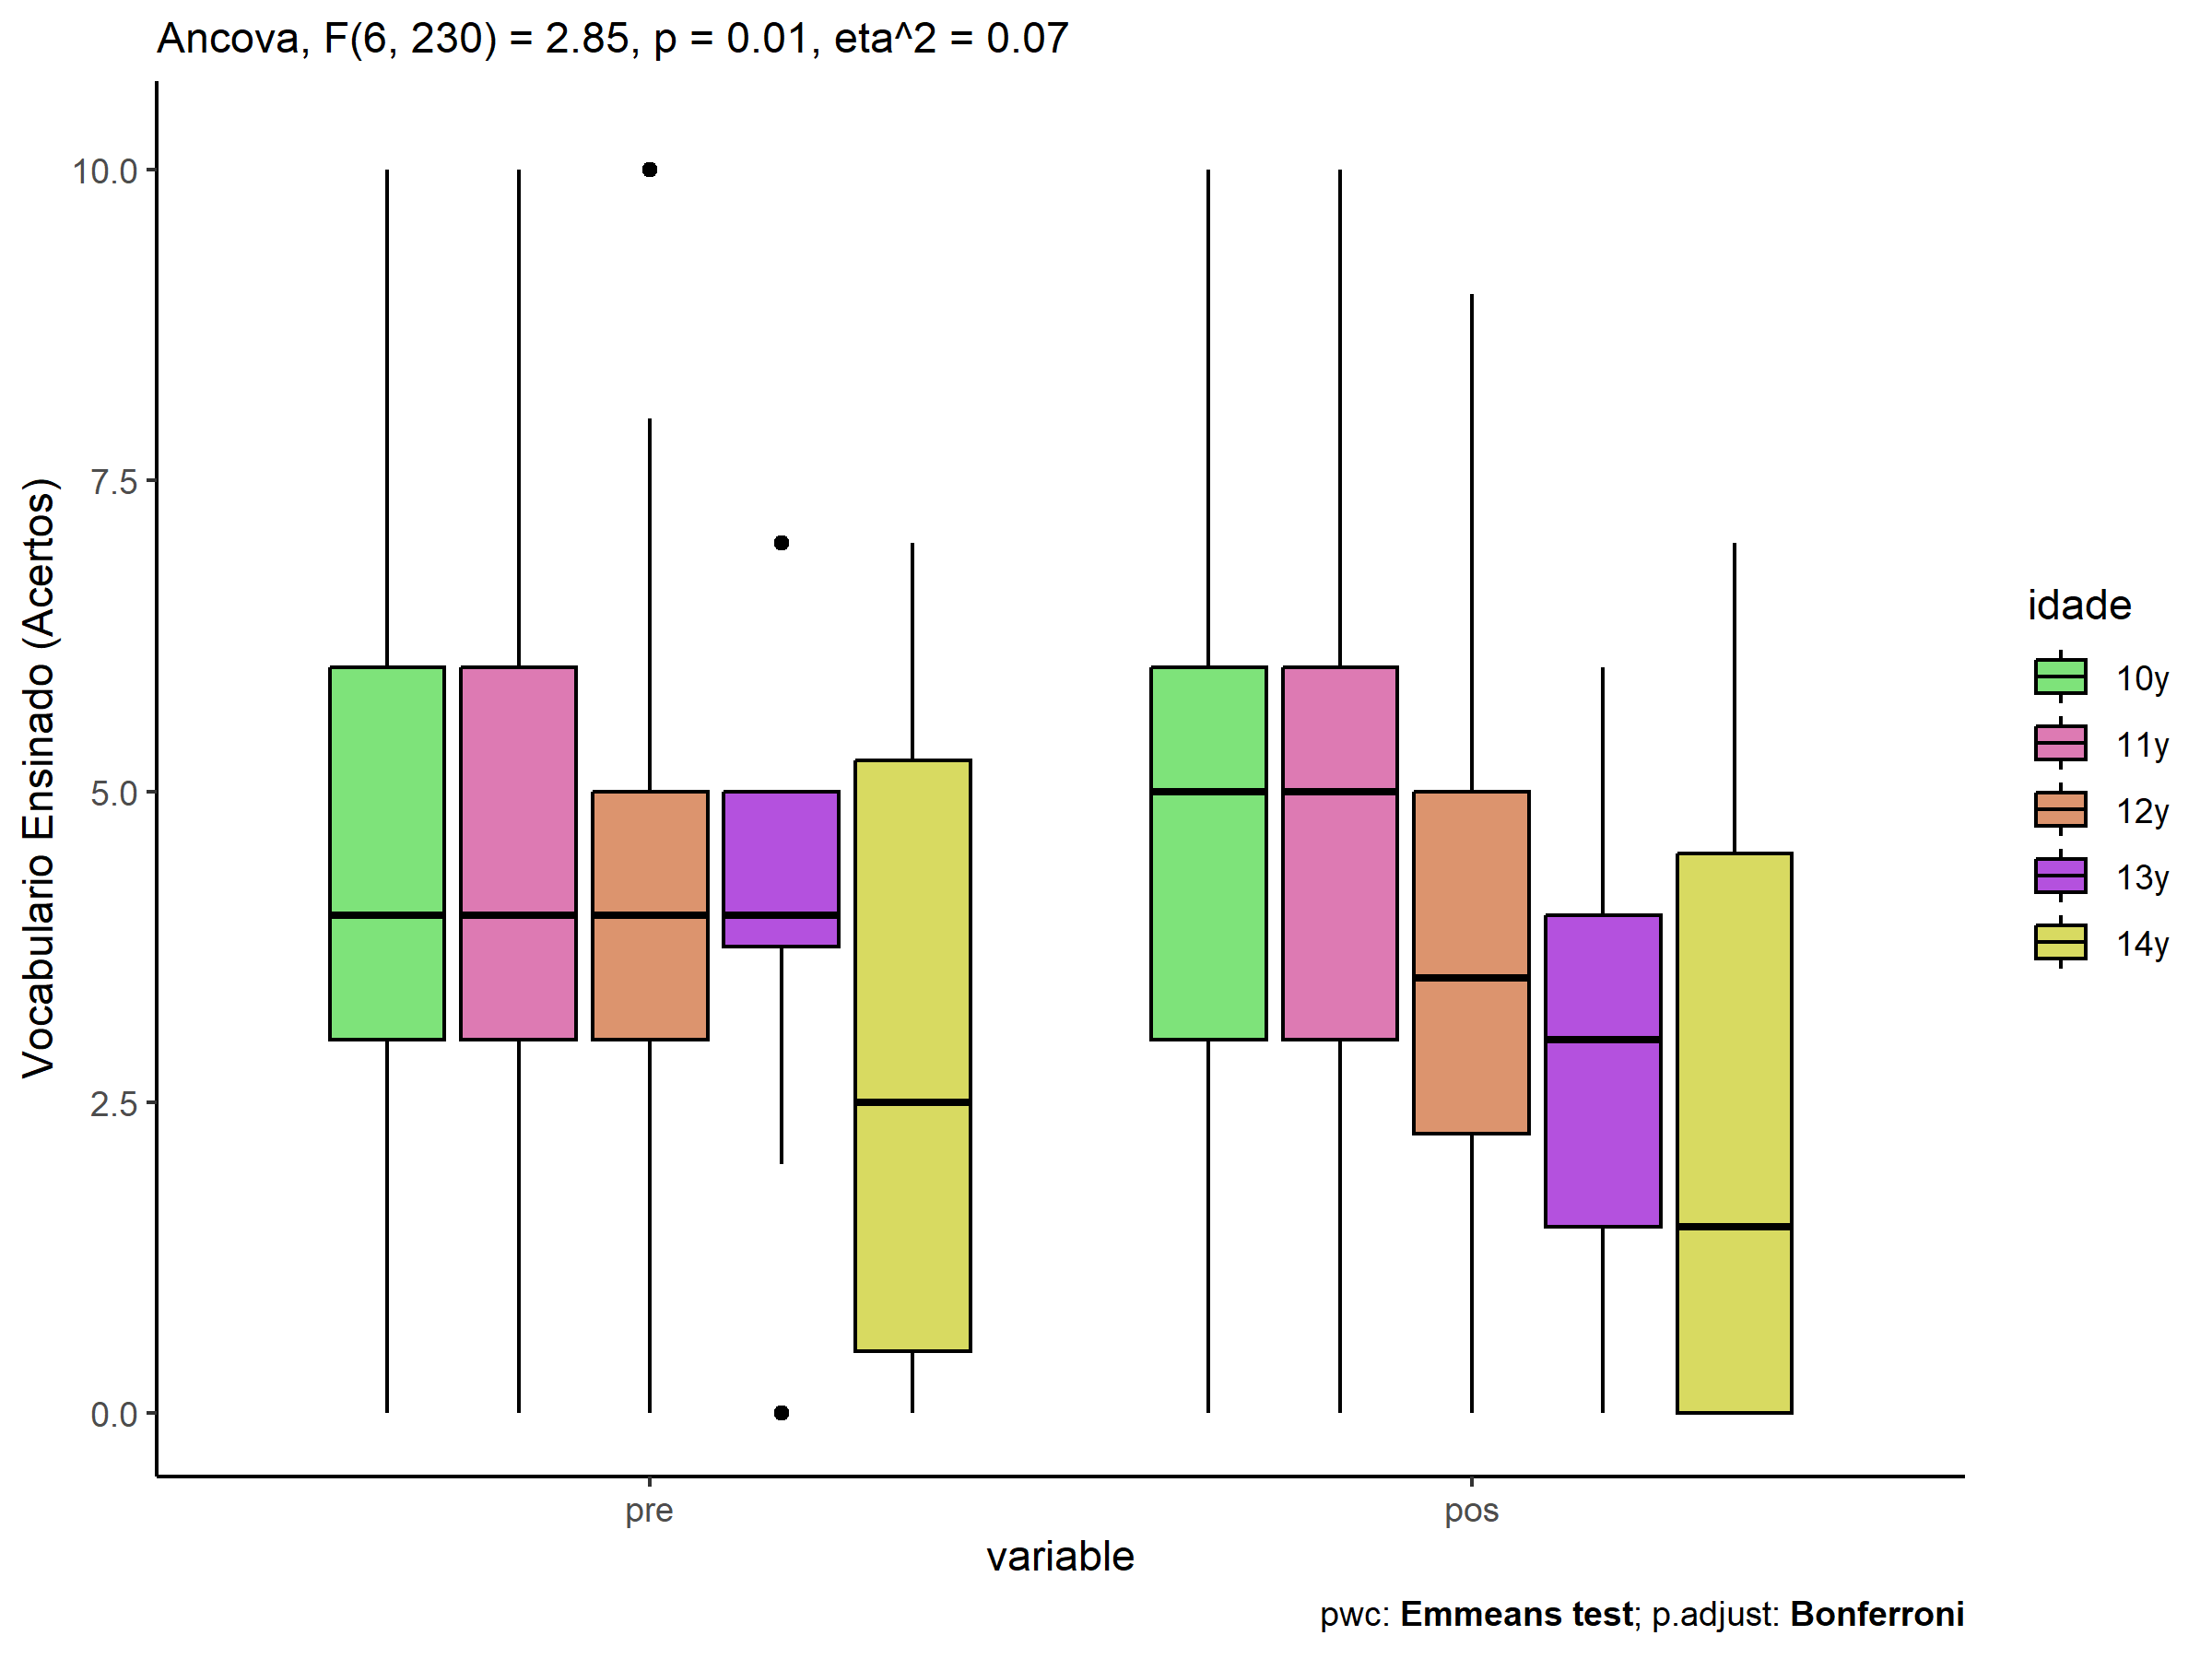 Ancova, F(6, 230) = 2.85, p = 0.01, eta^2 = 0.07
Vocabulario Ensinado (Acertos)
10.0
7.5
5.0
2.5
0.0
pre
pos
variable
idade
10y
11y
12y
13y
14y
pwc: Emmeans test; p.adjust: Bonferroni